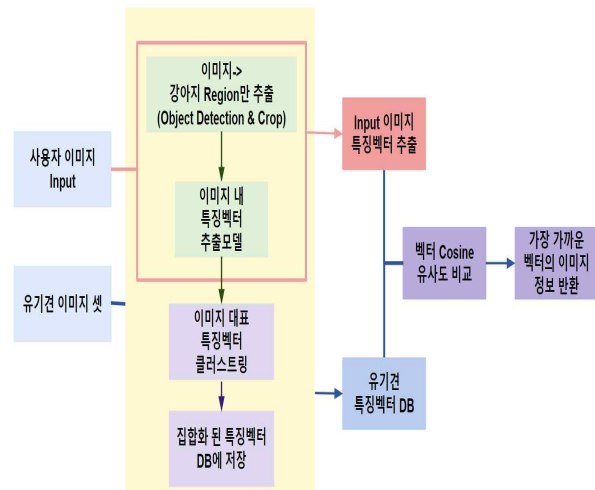 이미지->
강아지 Region만 추출
(Object Detection & Crop)
사용자 이미지
Input
Input 이미지
특징벡터 추출
이미지 내
특징벡터
추출모델
벡터 Cosine
유사도 비교
가장 가까운
벡터의 이미지
정보 반환
유기견 이미지 셋
이미지 대표
특징벡터
클러스트링
유기견
특징벡터 DB
집합화 된 특징벡터
DB에 저장